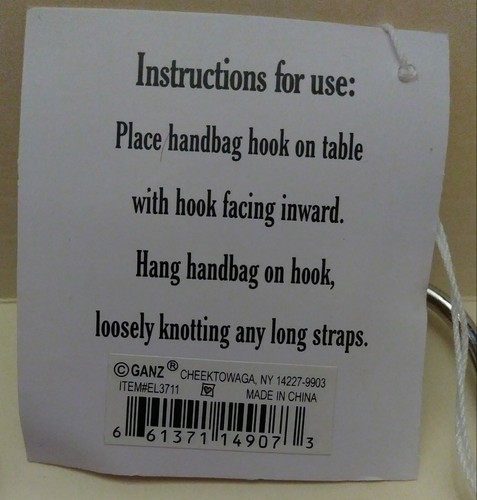 Instructions for use:
Place handbag hook on table
with hook facing inward.
Hang handbag on hook,
loosely knotting any long straps.
©GANZ® CHEEKTOWAGA, NY 14227-9903
ITEM#EL3711 MADE IN CHINA
6 61371 14907 3